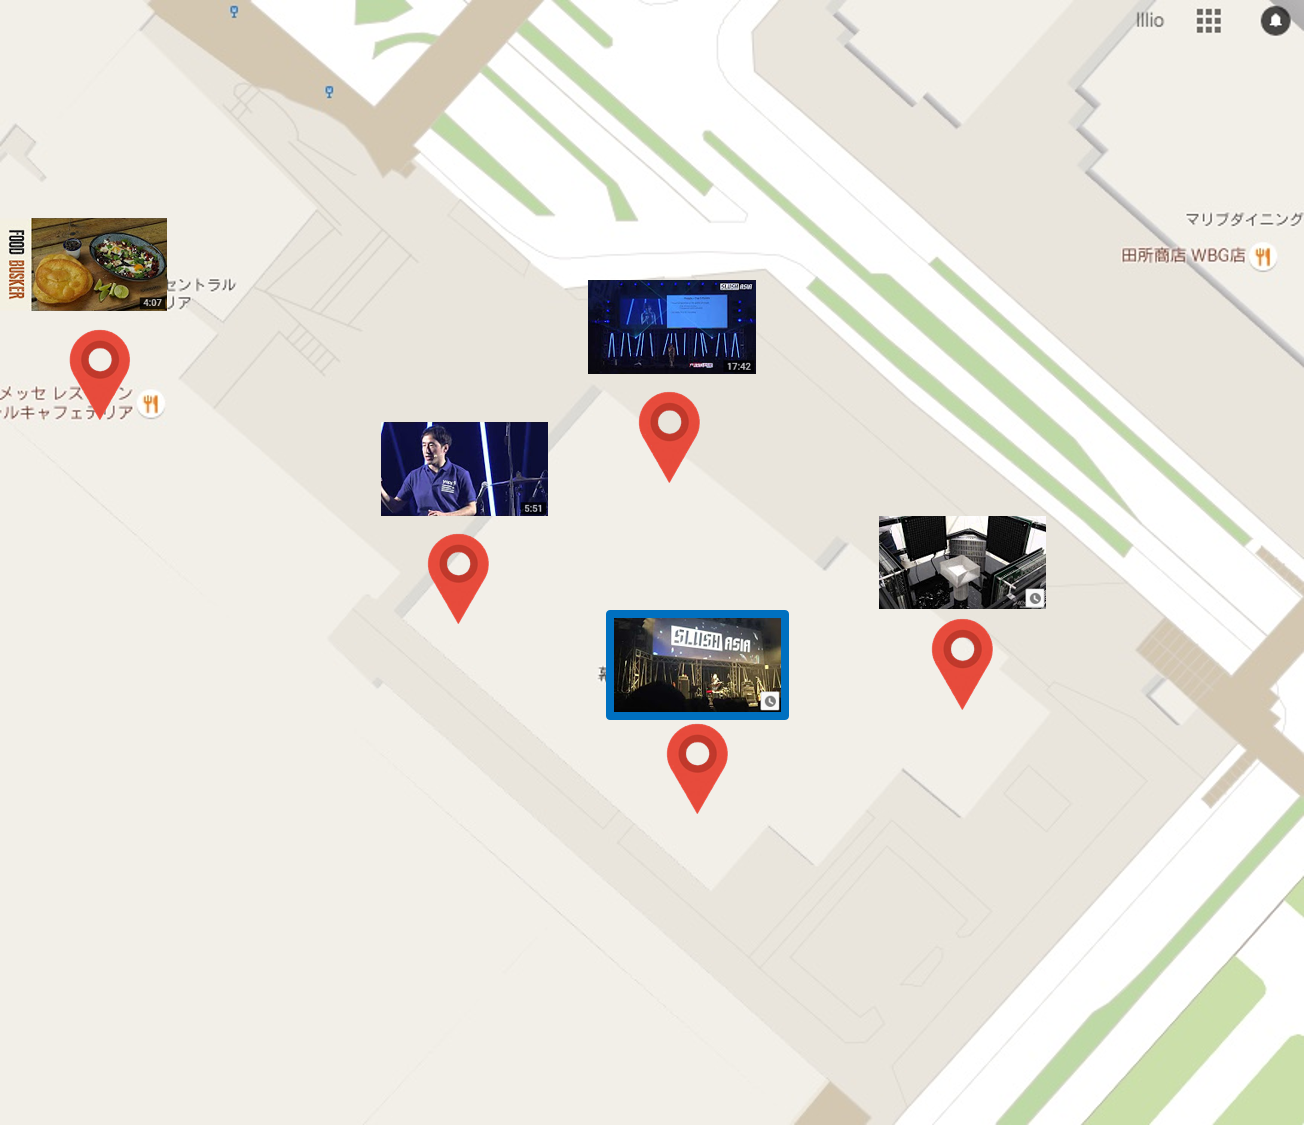 Illio
マリブダイニング
田所商店 WBG店
FOOD BUSKER
4:07
セントラル
リア
SLUSH ASIA
17:42
メッセ レス
ン
ルキャフェテリア
5:51
SLUSH ASIA